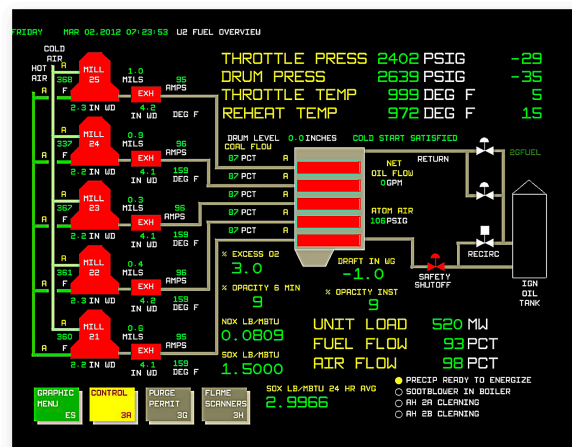 FRIDAY MAR 02,2012 07:23:53 U2 FUEL OVERVIEW
COLD AIR
HOT AIR
THROTTLE PRESS 2402 PSIG -29
DRUM PRESS 2639 PSIG -35
THROTTLE TEMP 999 DEG F 5
REHEAT TEMP 972 DEG F 15
A
368
F
MILL 25
1.0 MILS
EXH
95 AMPS
2.3 IN WD
4.2 IN WD
DEG F
A
337
F
MILL 24
0.9 MILS
EXH
96 AMPS
2.2 IN WD
4.1 IN WD
159 DEG F
A
367
F
MILL 23
0.3 MILS
EXH
96 AMPS
2.2 IN WD
4.1 IN WD
159 DEG F
A
361
F
MILL 22
0.4 MILS
EXH
96 AMPS
2.3 IN WD
4.2 IN WD
159 DEG F
A
360
F
MILL 21
0.5 MILS
EXH
95 AMPS
2.2 IN WD
4.1 IN WD
159 DEG F
DRUM LEVEL 0.0 INCHES COLD START SATISFIED
COAL FLOW
87 PCT A
87 PCT A
87 PCT A
87 PCT A
87 PCT A
NET OIL FLOW
0 GPM
ATOM AIR
106 PSIG
RETURN
2GFUEL
RECIRC
SAFETY SHUTOFF
IGN OIL TANK
% EXCESS O2
3.0
DRAFT IN WG
-1.0
% OPACITY 6 MIN
9
% OPACITY INST
9
NOX LB/MBTU
0.0809
SOX LB/MBTU
1.5000
SOX LB/MBTU 24 HR AVG
2.9966
UNIT LOAD 520 MW
FUEL FLOW 93 PCT
AIR FLOW 98 PCT
PRECIP READY TO ENERGIZE
SOOTBLOWER IN BOILER
AH 2A CLEANING
AH 2B CLEANING
GRAPHIC MENU ES
CONTROL 3A
PURGE PERMIT 3G
FLAME SCANNERS 3H